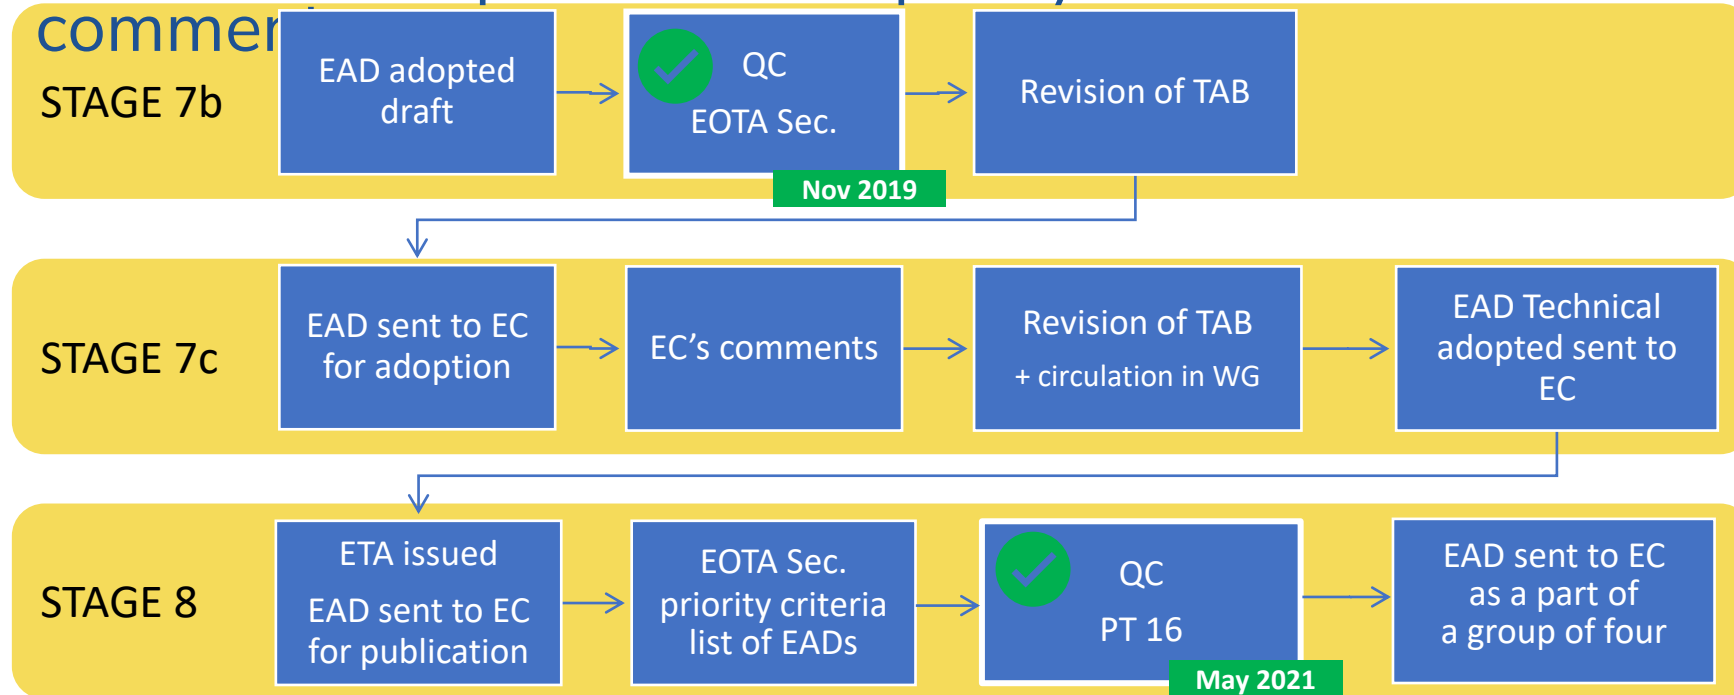 STAGE 7b
EAD adopted
draft
QC
EOTA Sec.
Nov 2019
Revision of TAB
STAGE 7c
EAD sent to EC
for adoption
EC’s comments
Revision of TAB
+ circulation in WG
EAD Technical
adopted sent to
EC
STAGE 8
ETA issued
EAD sent to EC
for publication
EOTA Sec.
priority criteria
list of EADs
QC
PT 16
May 2021
EAD sent to EC
as a part of
a group of four